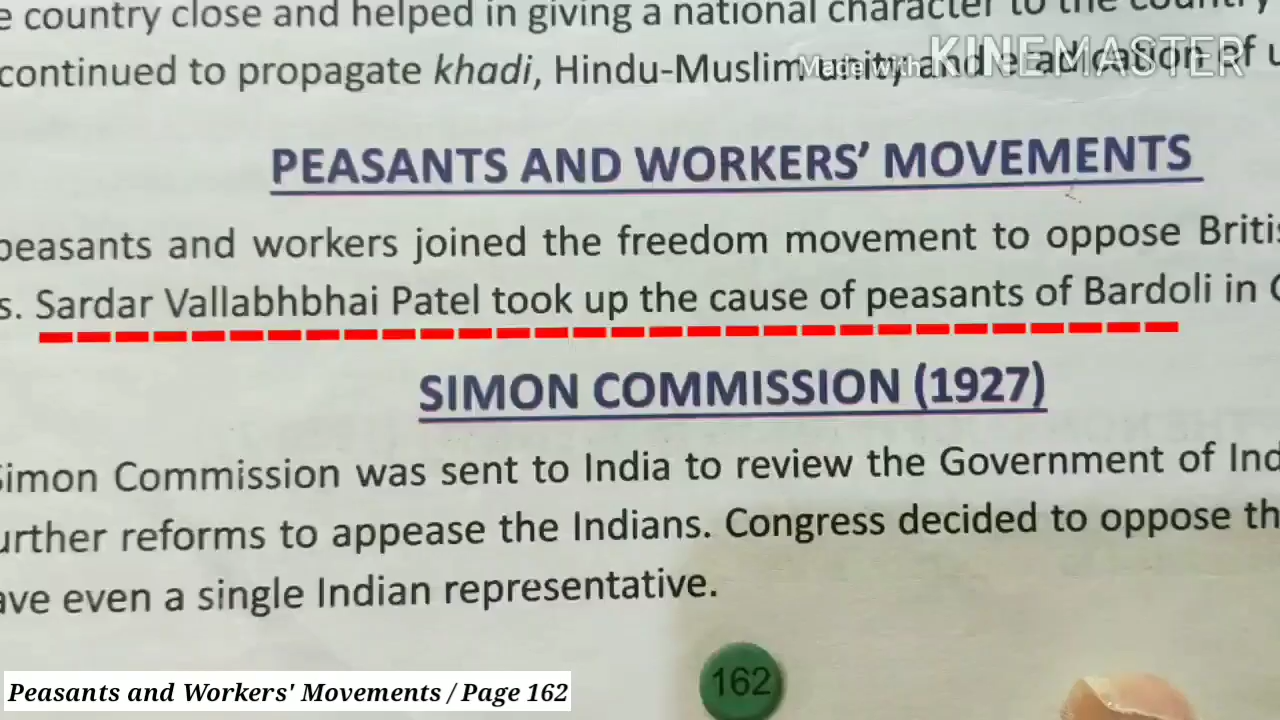 e country close and helped in giving a national character to the country
continued to propagate khadi, Hindu-Muslim unity and eradication of u
Made with KINEMASTER
PEASANTS AND WORKERS' MOVEMENTS
peasants and workers joined the freedom movement to oppose Britis
s. Sardar Vallabhbhai Patel took up the cause of peasants of Bardoli in G
SIMON COMMISSION (1927)
Simon Commission was sent to India to review the Government of Ind
urther reforms to appease the Indians. Congress decided to oppose th
ave even a single Indian representative.
162
Peasants and Workers' Movements / Page 162